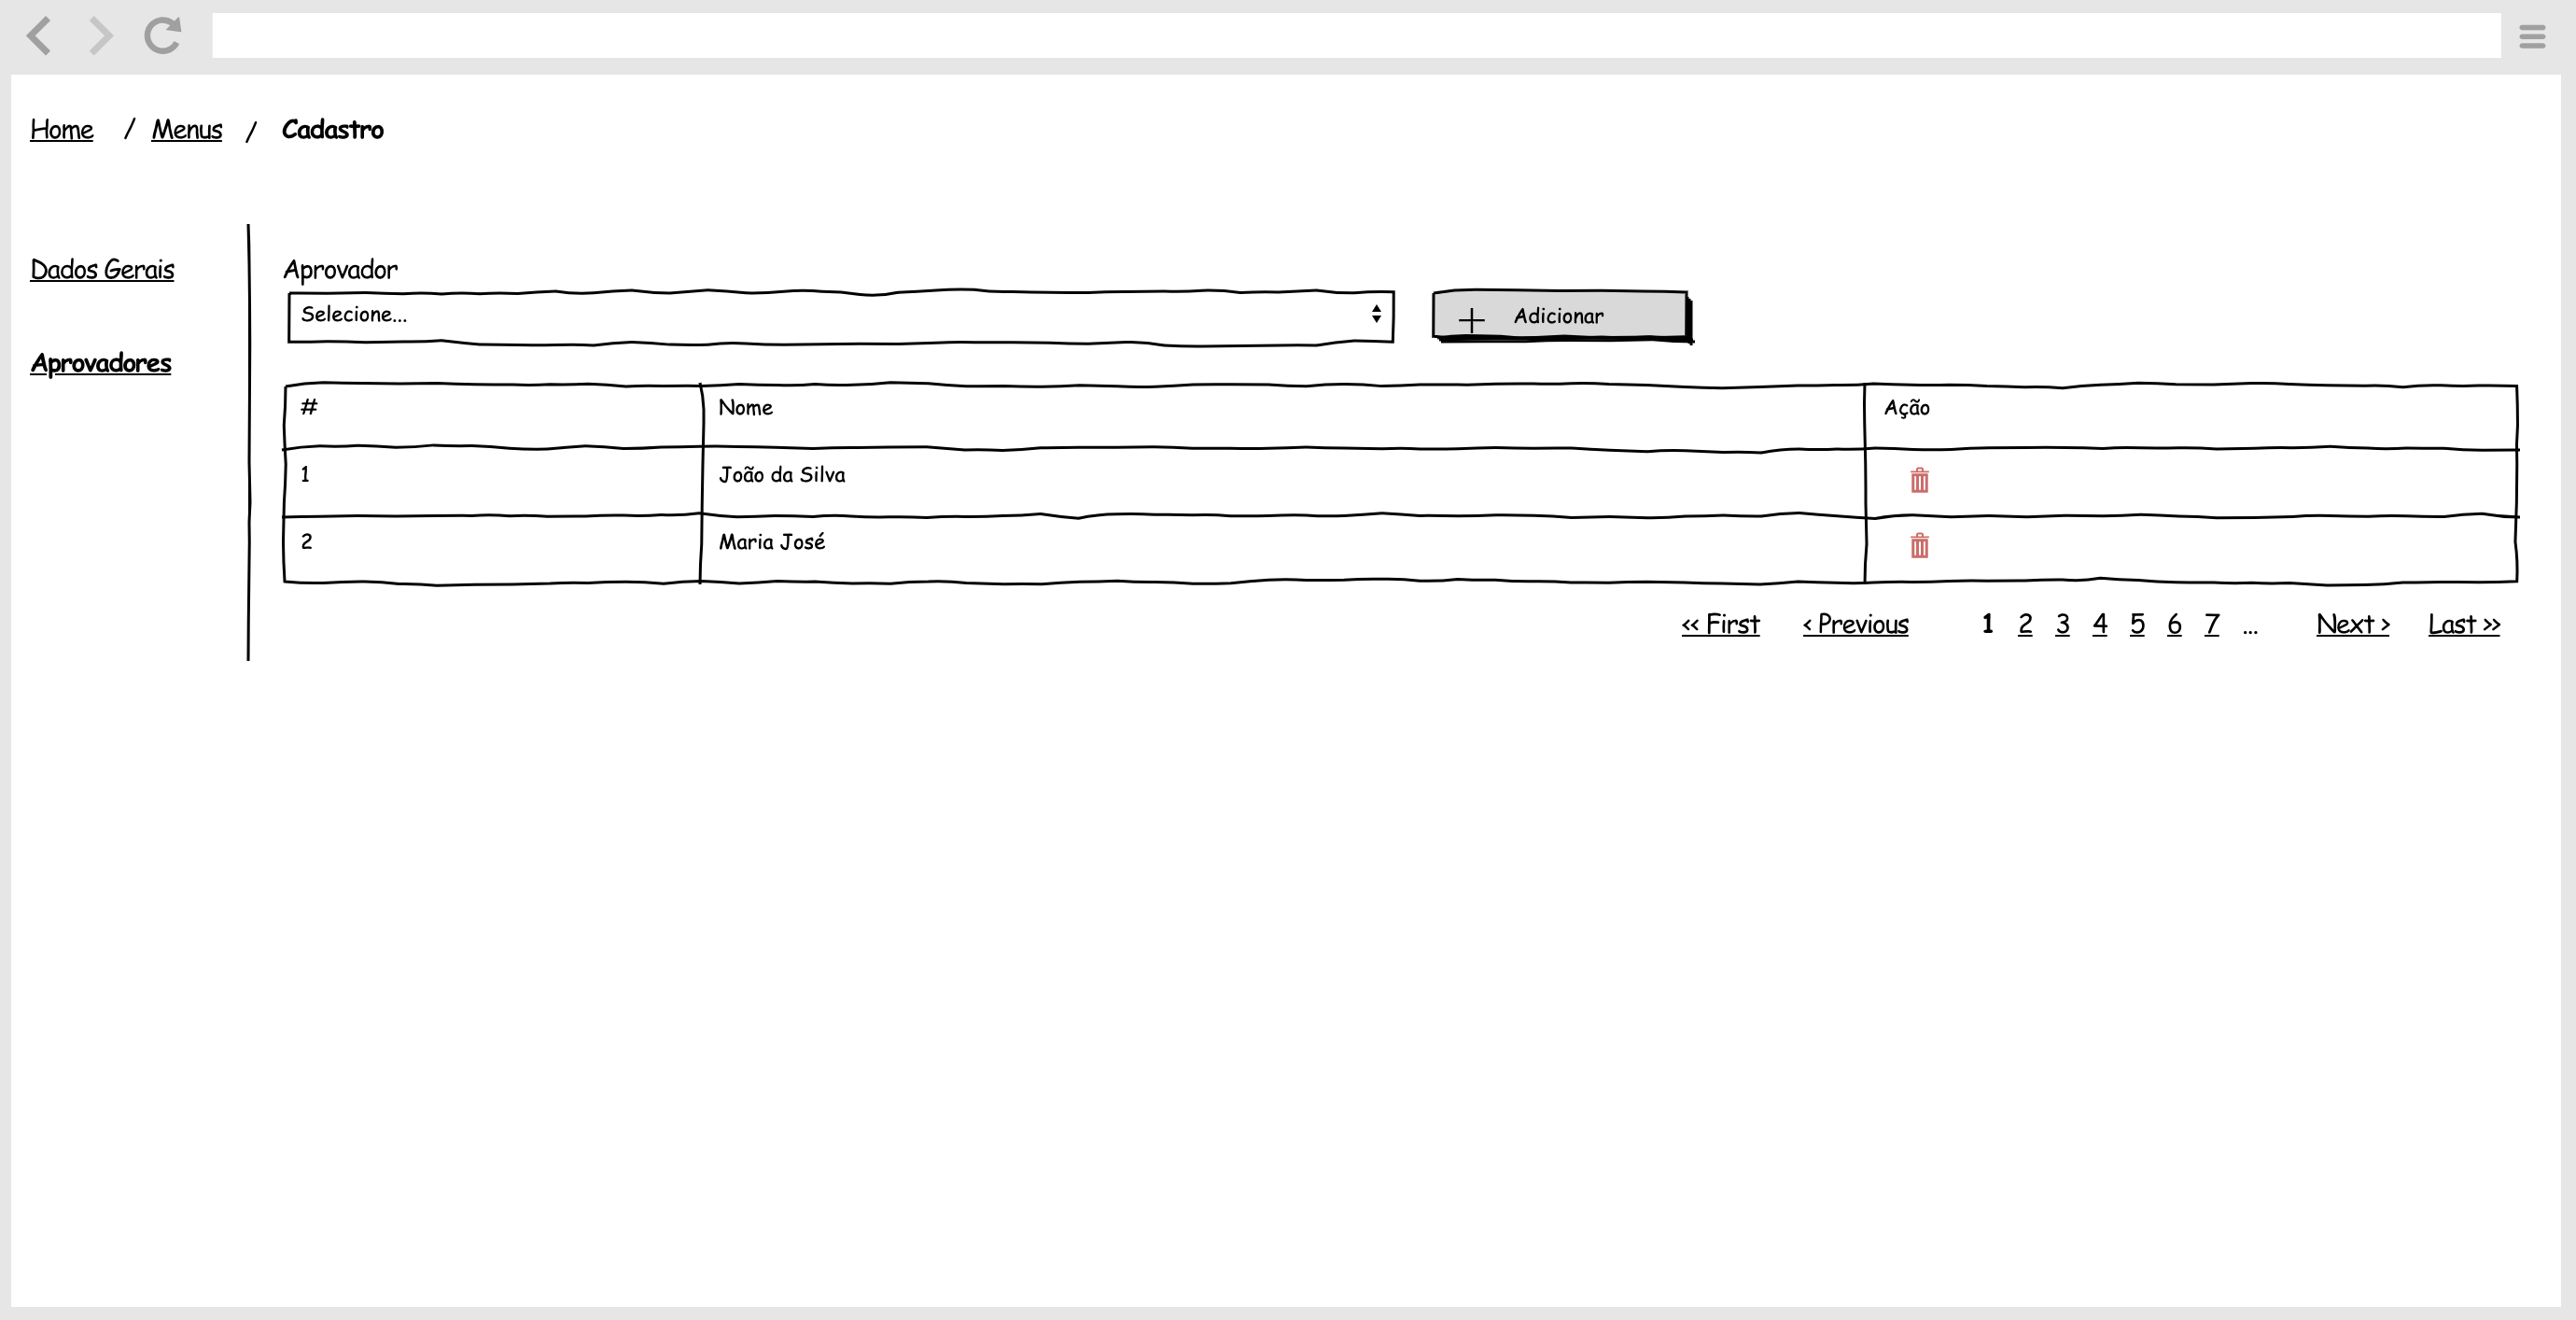 Home / Menus / Cadastro
Dados Gerais
Aprovadores
Aprovador
Selecione...
Adicionar
# Nome Ação
1 João da Silva
2 Maria José
<< First < Previous 1 2 3 4 5 6 7 ... Next > Last >>